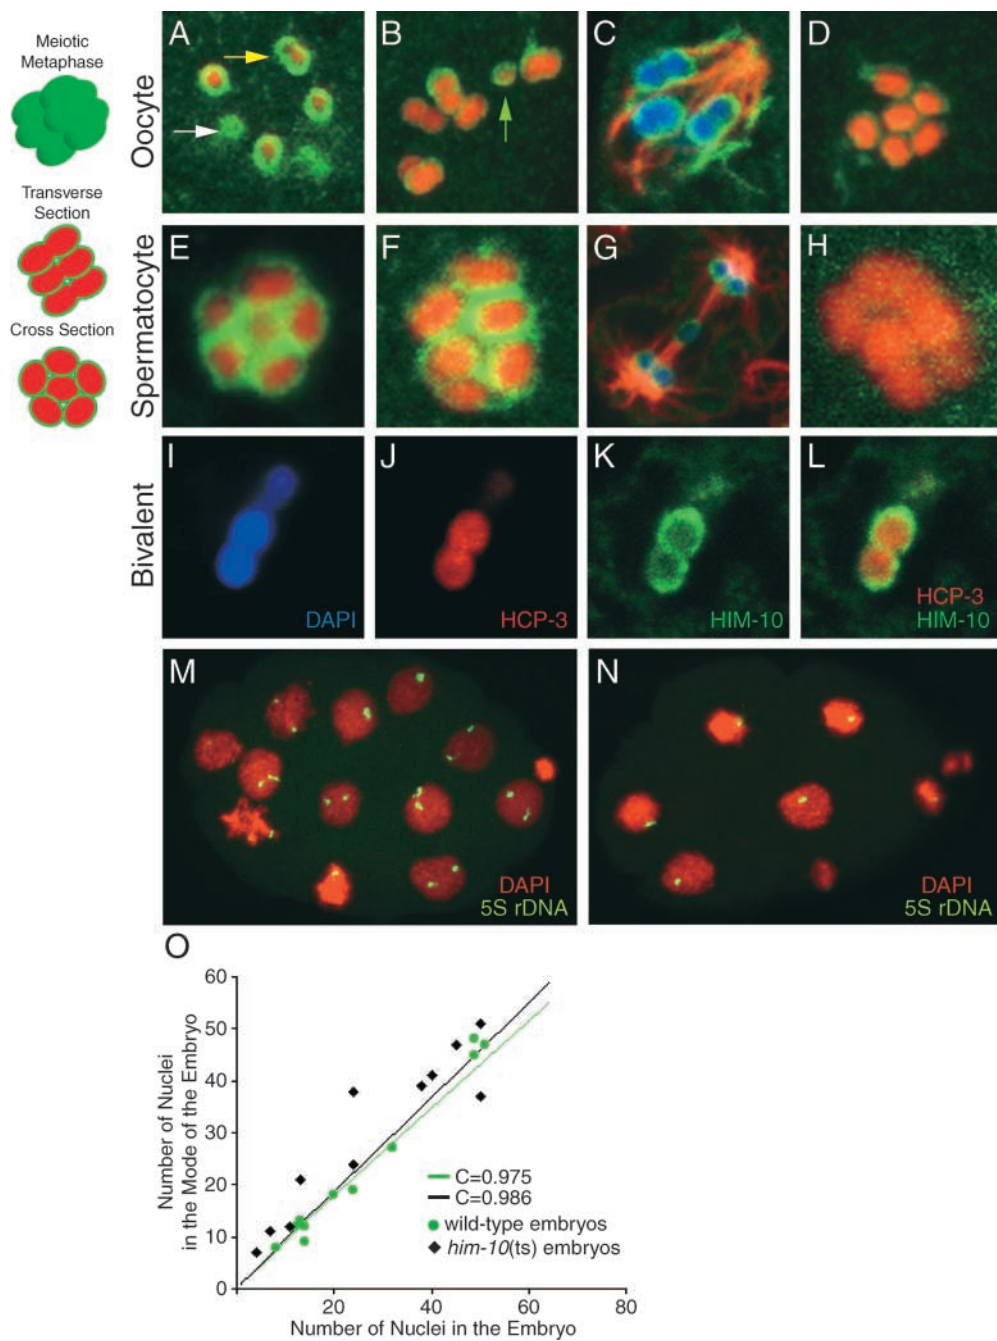 Meiotic
Metaphase
Transverse
Section
Cross Section
Oocyte
A
B
C
D
Spermatocyte
E
F
G
H
Bivalent
I
DAPI
J
HCP-3
K
HIM-10
L
HCP-3
HIM-10
M
DAPI
5S rDNA
N
DAPI
5S rDNA
O
Number of Nuclei
in the Mode of the Embryo
60
50
40
30
20
10
0
C=0.975
C=0.986
wild-type embryos
him-10(ts) embryos
20
40
60
80
Number of Nuclei in the Embryo